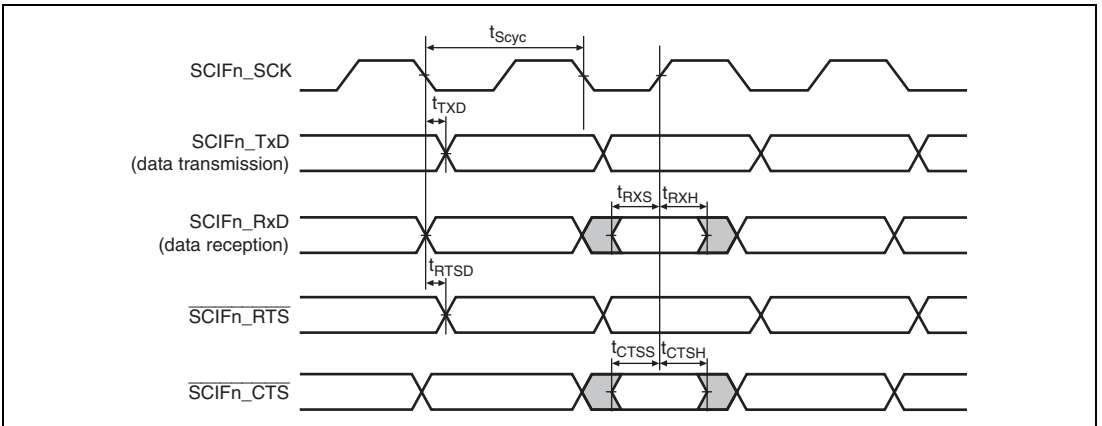 tScyc
SCIFn_SCK
tTXD
SCIFn_TxD
(data transmission)
tRXS tRXH
SCIFn_RxD
(data reception)
tRTSD
SCIFn_RTS
tCTSS tCTSH
SCIFn_CTS